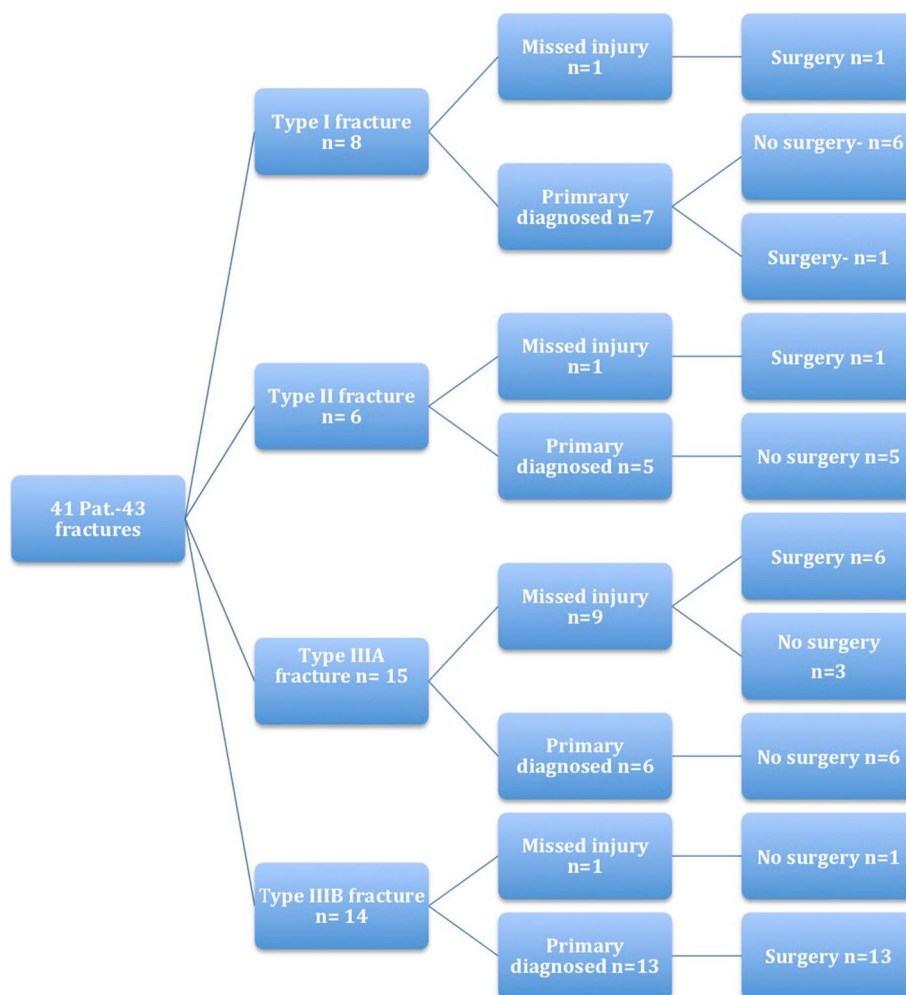 41 Pat.-43
fractures
Type I fracture
n= 8
Missed injury
n=1
Surgery n=1
Primrary
diagnosed n=7
No surgery- n=6
Surgery- n=1
Type II fracture
n= 6
Missed injury
n=1
Surgery n=1
Primary
diagnosed n=5
No surgery n=5
Type IIIA
fracture n= 15
Missed injury
n=9
Surgery n=6
No surgery
n=3
Primary
diagnosed n=6
No surgery n=6
Type IIIB fracture
n= 14
Missed injury
n=1
No surgery n=1
Primary
diagnosed n=13
Surgery n=13